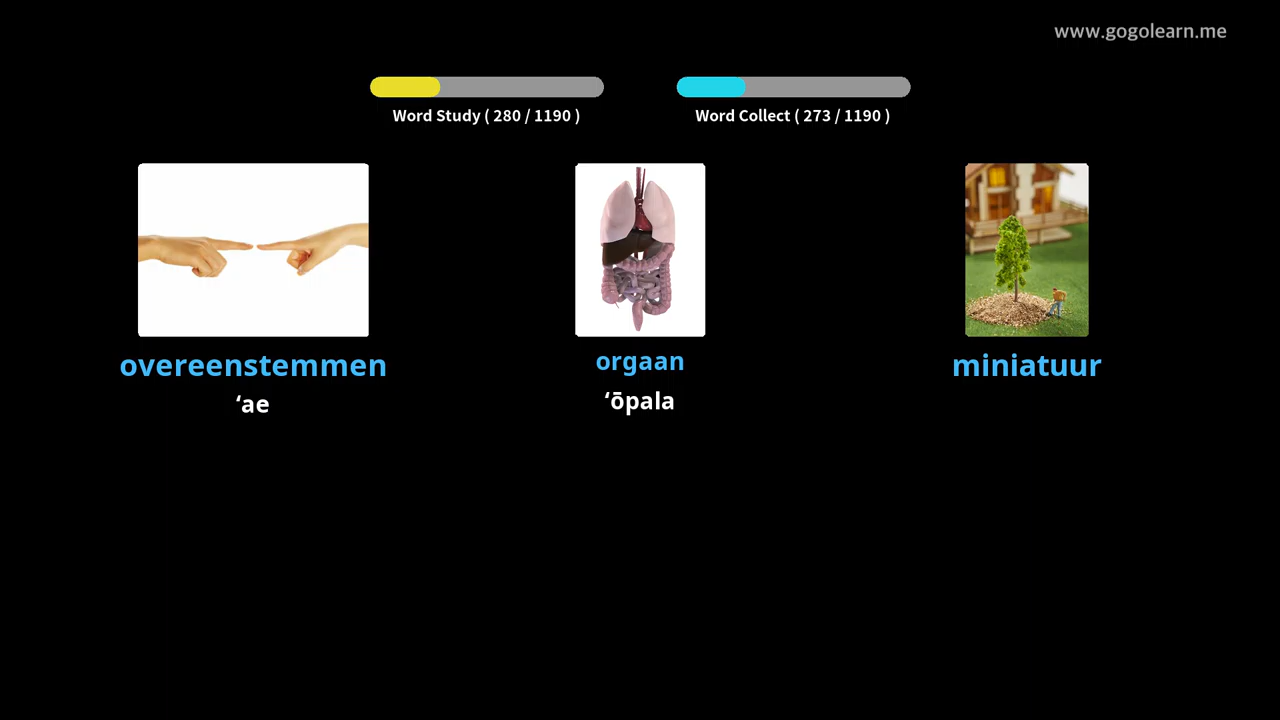 www.gogolearn.me
Word Study ( 280 / 1190 )
Word Collect ( 273 / 1190 )
overeenstemmen
orgaan
miniatuur
ʻae
ʻōpala